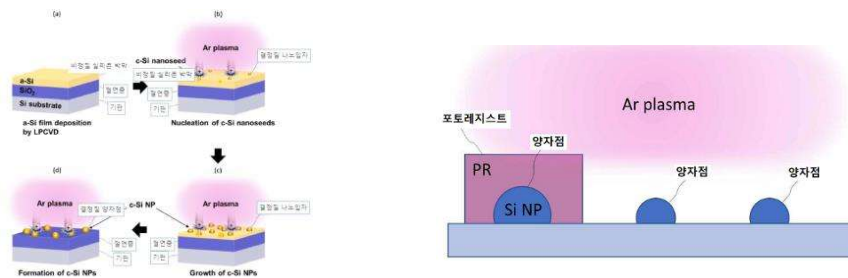 (a)
a-Si
SiO₂
Si substrate
절연층
기판
a-Si film deposition
by LPCVD
(b)
Ar plasma
c-Si nanoseed
비정질 실리콘 박막
결정질 나노입자
비정질 실리콘 박막
절연층
기판
Nucleation of c-Si nanoseeds
(d)
Ar plasma
결정질 양자점
c-Si NP
절연층
기판
Formation of c-Si NPs
(c)
Ar plasma
결정질 나노입자
절연층
기판
Growth of c-Si NPs
Ar plasma
포토레지스트
양자점
PR
Si NP
양자점
양자점